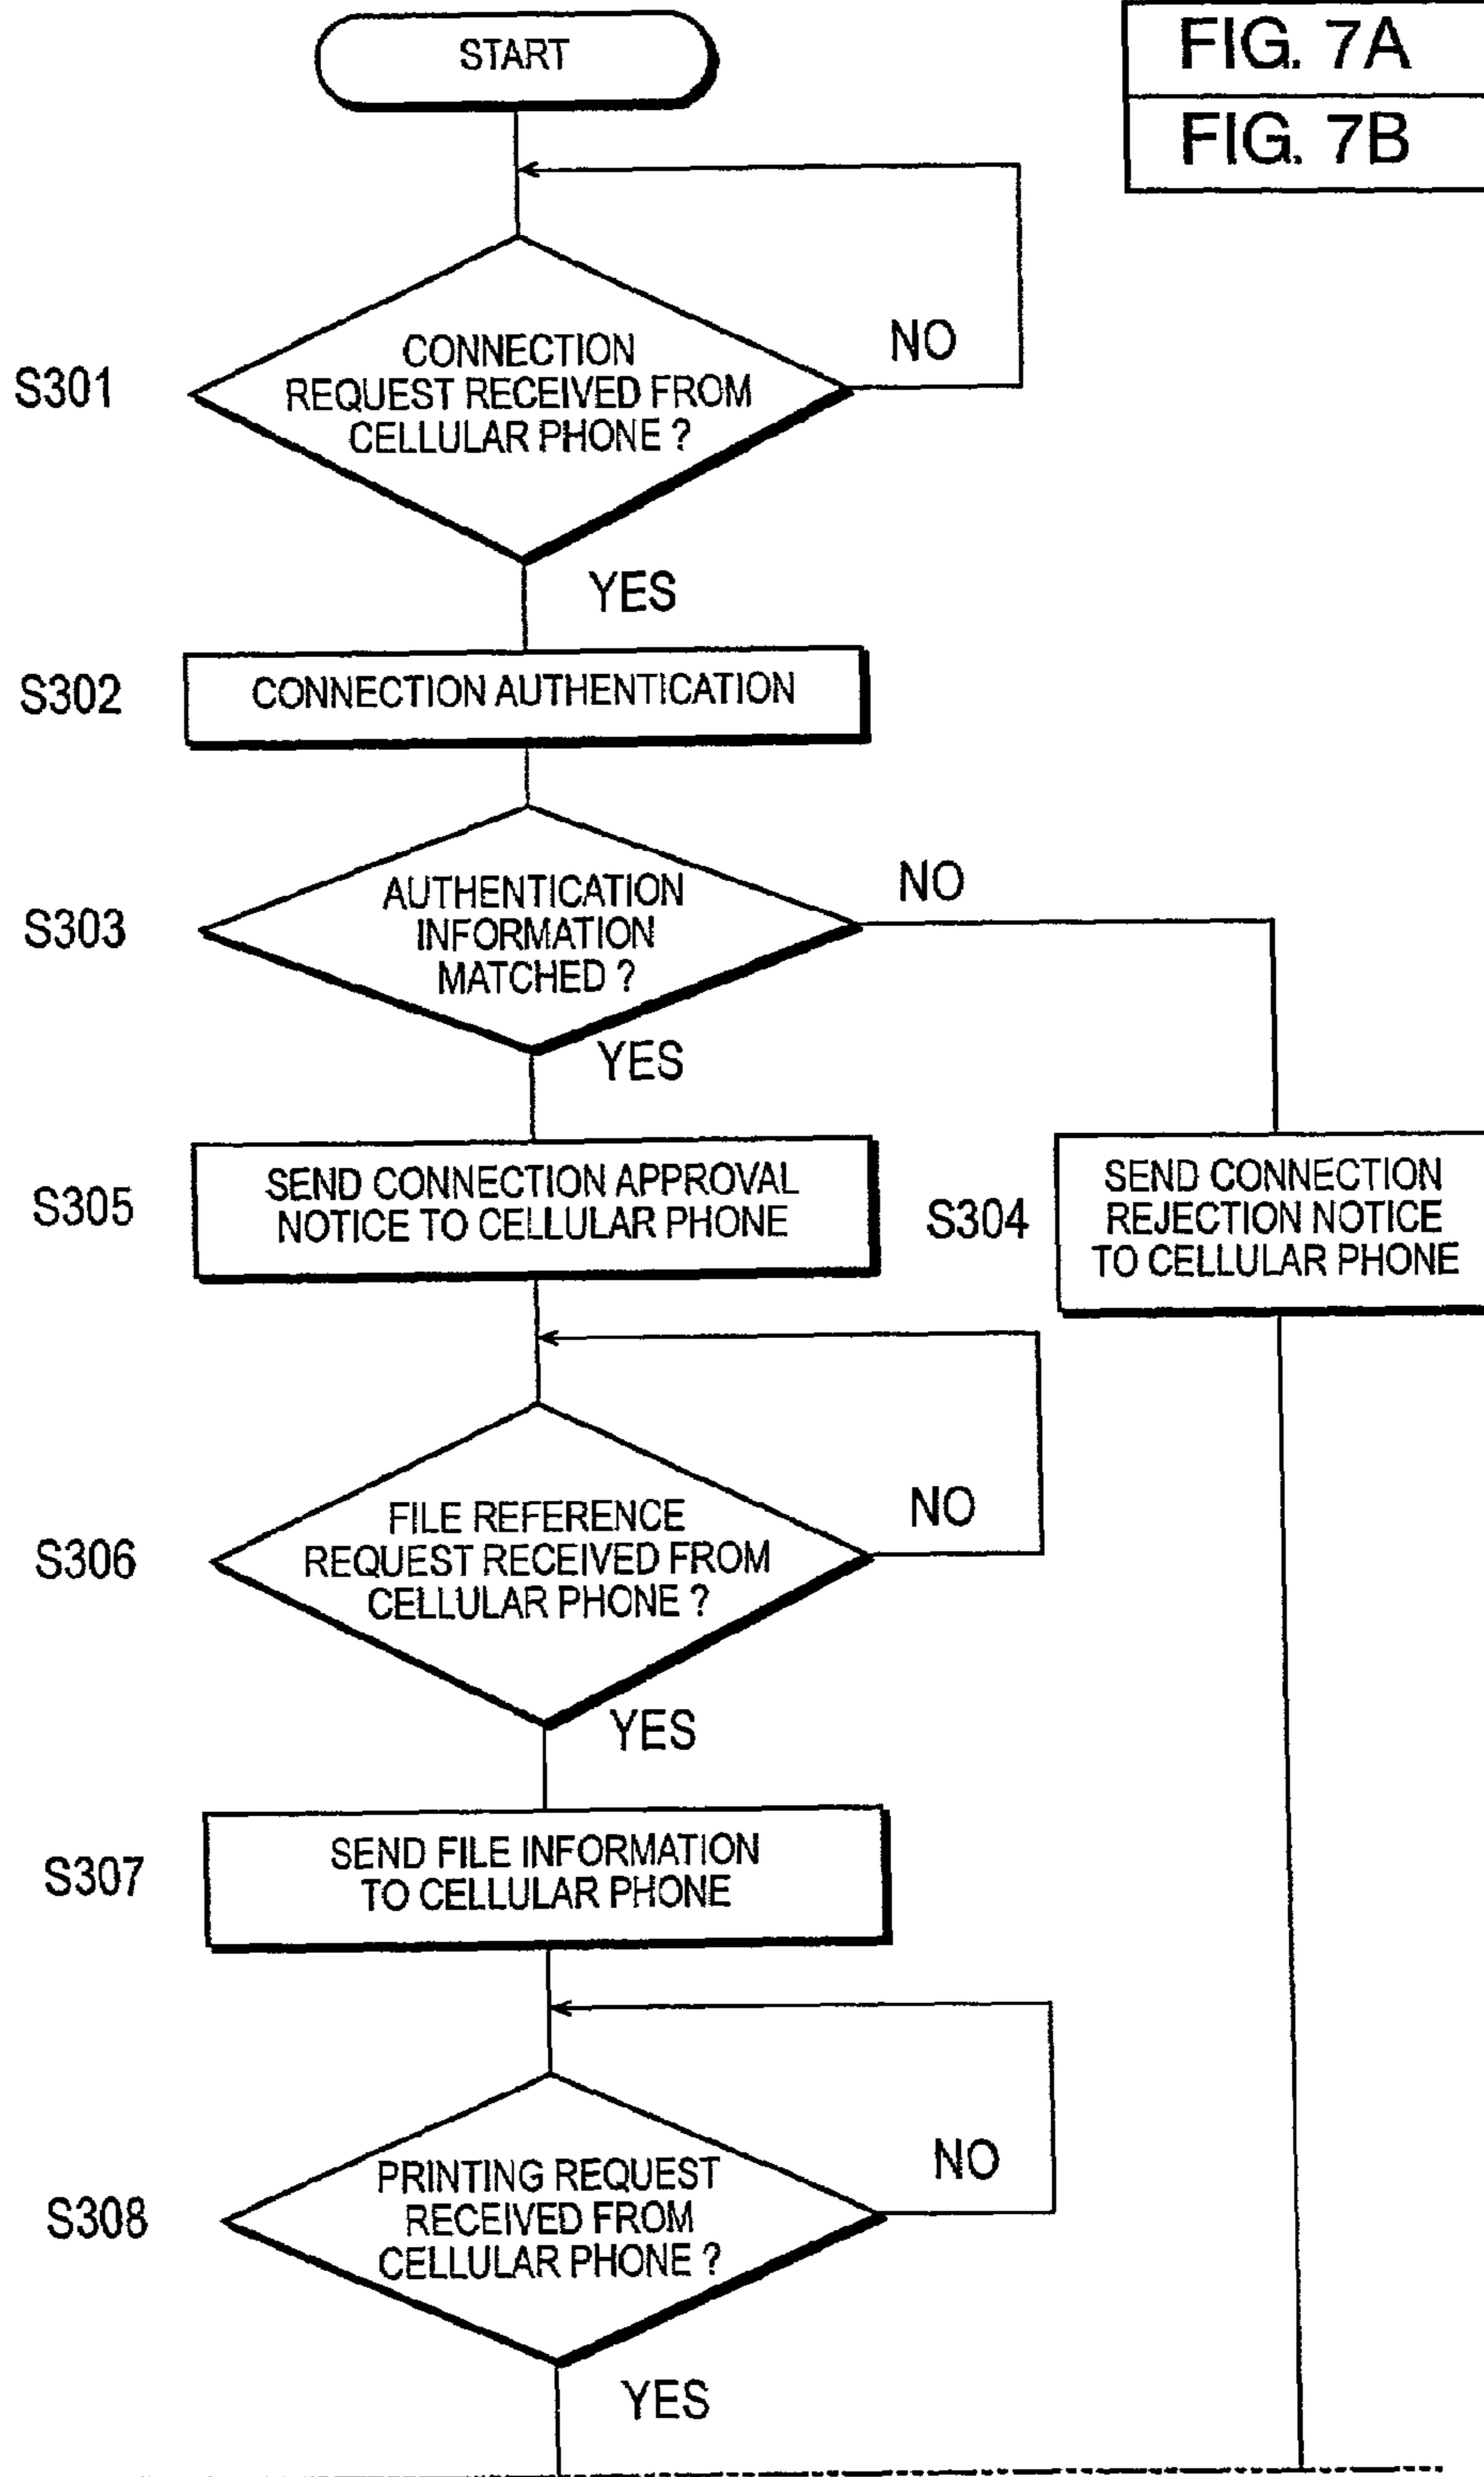 FIG. 7A
FIG. 7B
START
S301
CONNECTION
REQUEST RECEIVED FROM
CELLULAR PHONE ?
NO
YES
S302
CONNECTION AUTHENTICATION
S303
AUTHENTICATION
INFORMATION
MATCHED ?
NO
YES
S305
SEND CONNECTION APPROVAL
NOTICE TO CELLULAR PHONE
S304
SEND CONNECTION
REJECTION NOTICE
TO CELLULAR PHONE
S306
FILE REFERENCE
REQUEST RECEIVED FROM
CELLULAR PHONE ?
NO
YES
S307
SEND FILE INFORMATION
TO CELLULAR PHONE
S308
PRINTING REQUEST
RECEIVED FROM
CELLULAR PHONE ?
NO
YES